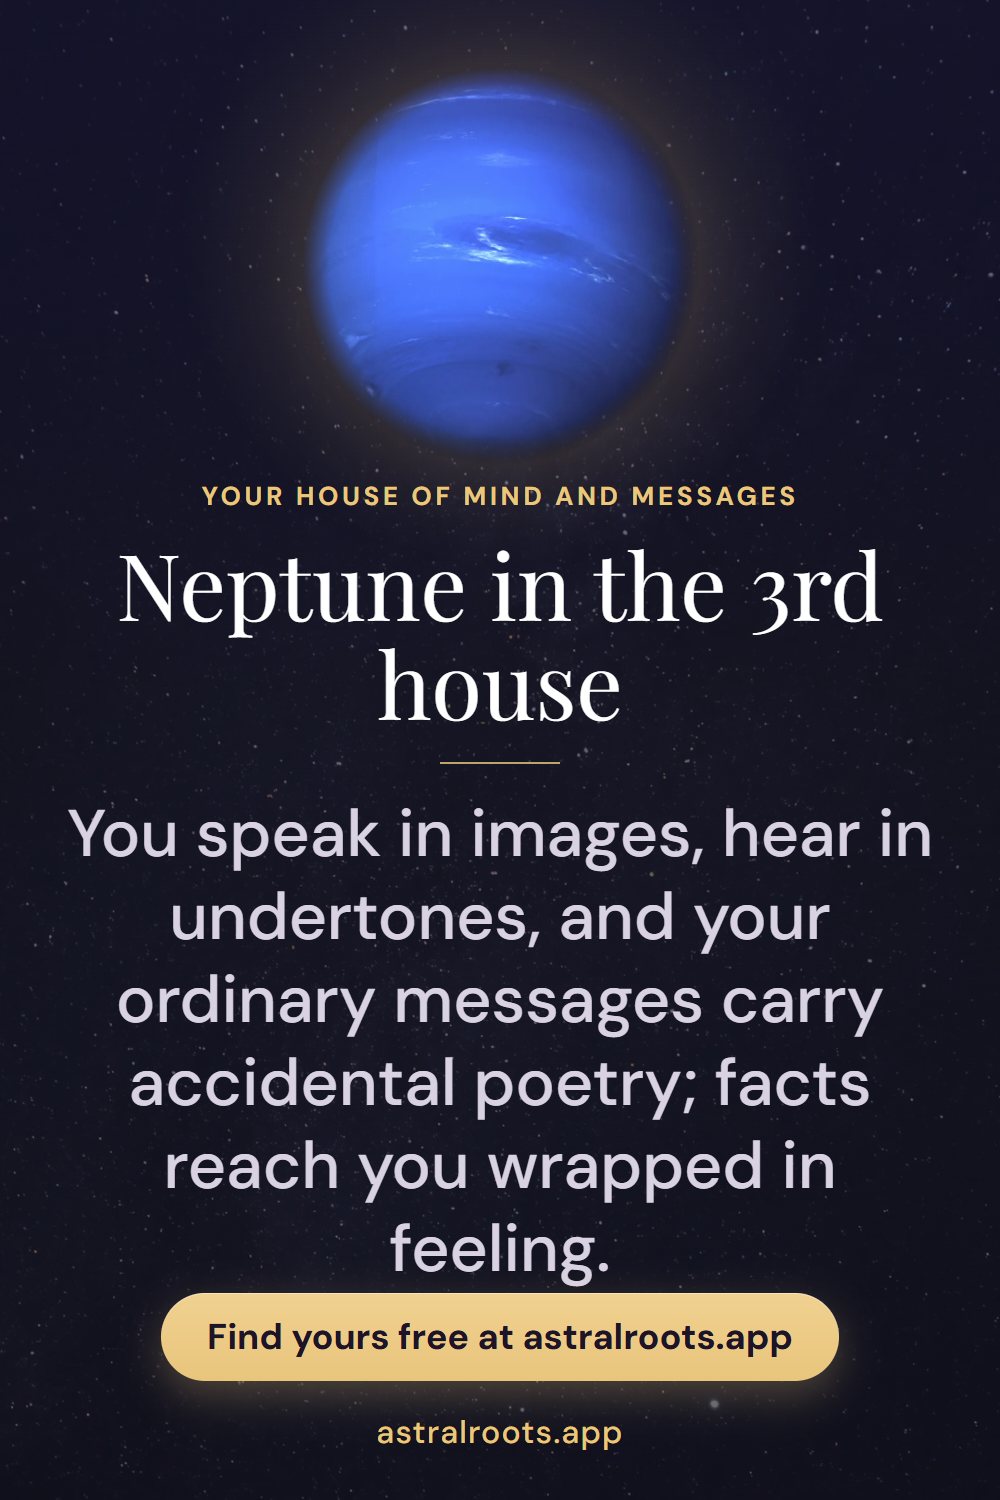 YOUR HOUSE OF MIND AND MESSAGES
Neptune in the 3rd
house
You speak in images, hear in
undertones, and your
ordinary messages carry
accidental poetry; facts
reach you wrapped in
feeling.
Find yours free at astralroots.app
astralroots.app